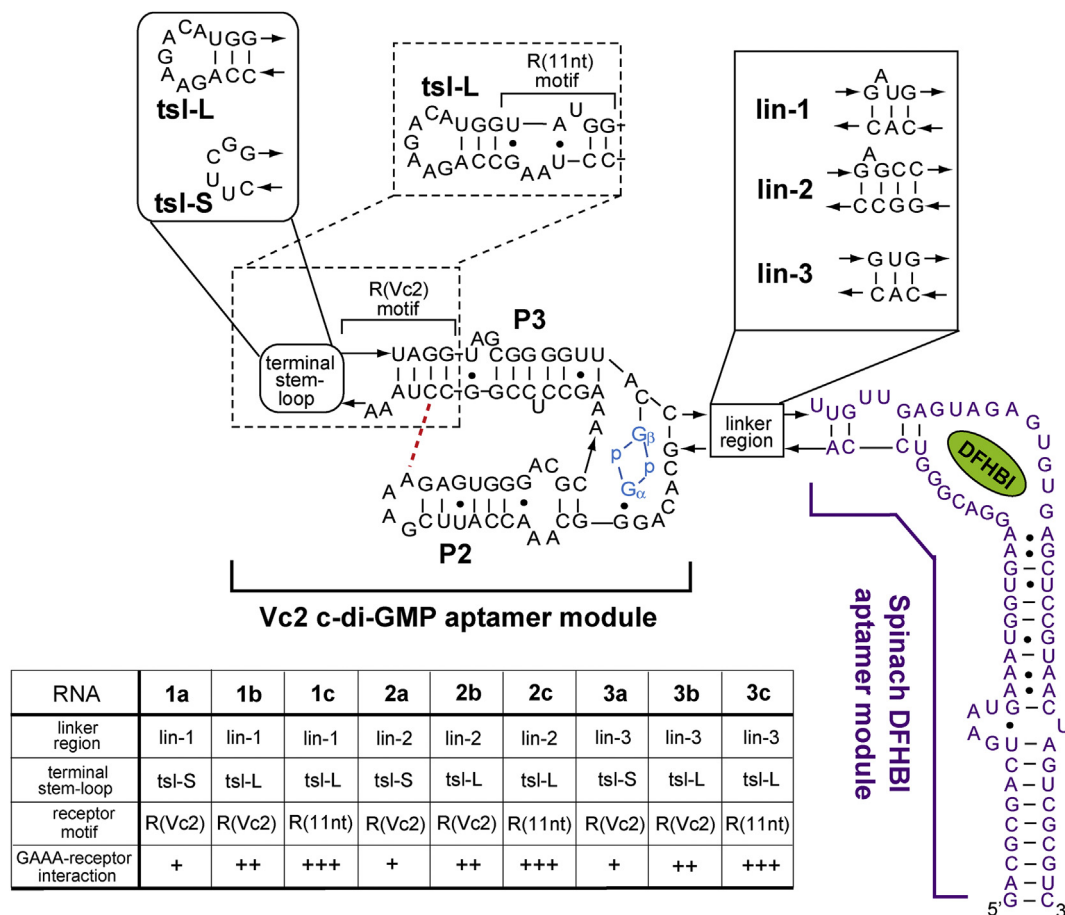 A C A U G G
G A A G A C C
tsl-L
C G G
U U C
tsl-S
tsl-L
R(11nt)
motif
A C A U G G U A U G G
G A A G A C C G A A U C C
lin-1
A
G U G
C A C
lin-2
A
G G C C
C C G G
lin-3
G U G
C A C
R(Vc2)
motif
P3
terminal
stem-
loop
U A G G U A G C G G G G U U
A A A U C C G G C C U C C G A A A
A C C
G C A C A G G
Gβ
p
p
Gα
linker
region
A A G A G U G G G A C G C
A G C U U A C C A A A C G
P2
Vc2 c-di-GMP aptamer module
U U G U U G A G U A G A G U G U G A G C U C C G U A A C U A G U C G C G U C
A C C U G G G C A G G A A G U G G U A A A G U A A G U C A G C G C A G
DFHBI
Spinach DFHBI
aptamer module
5'
3'
RNA 1a 1b 1c 2a 2b 2c 3a 3b 3c
linker
region lin-1 lin-1 lin-1 lin-2 lin-2 lin-2 lin-3 lin-3 lin-3
terminal
stem-loop tsl-S tsl-L tsl-L tsl-S tsl-L tsl-L tsl-S tsl-L tsl-L
receptor
motif R(Vc2) R(Vc2) R(11nt) R(Vc2) R(Vc2) R(11nt) R(Vc2) R(Vc2) R(11nt)
GAAA-receptor
interaction + ++ +++ + ++ +++ + ++ +++